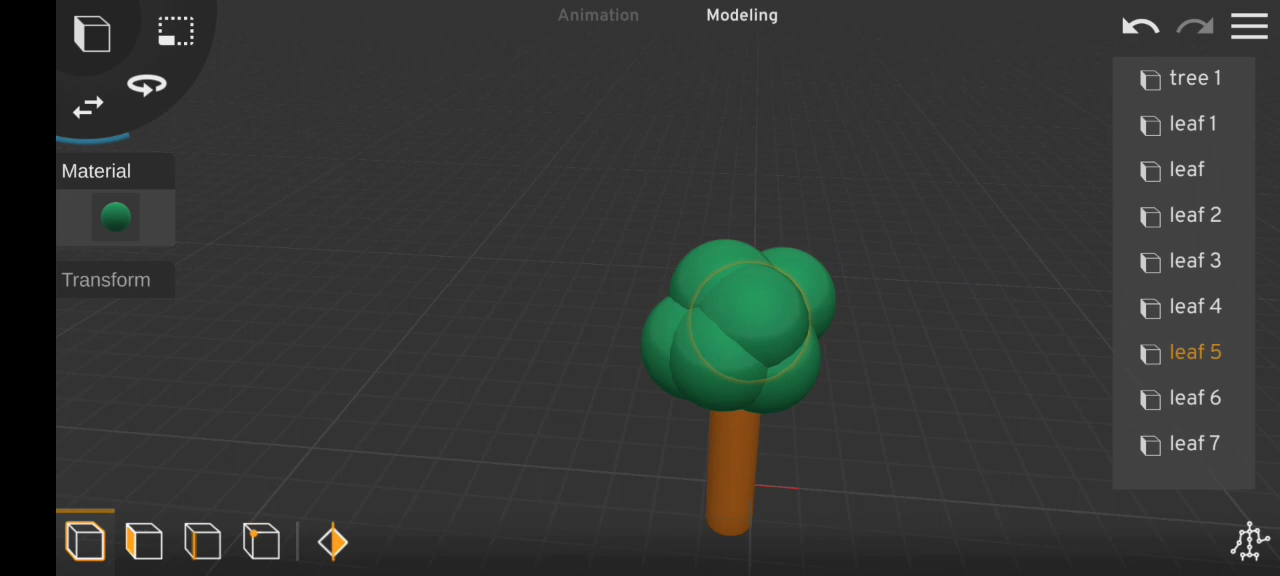 Animation
Modeling
Material
Transform
tree 1
leaf 1
leaf
leaf 2
leaf 3
leaf 4
leaf 5
leaf 6
leaf 7